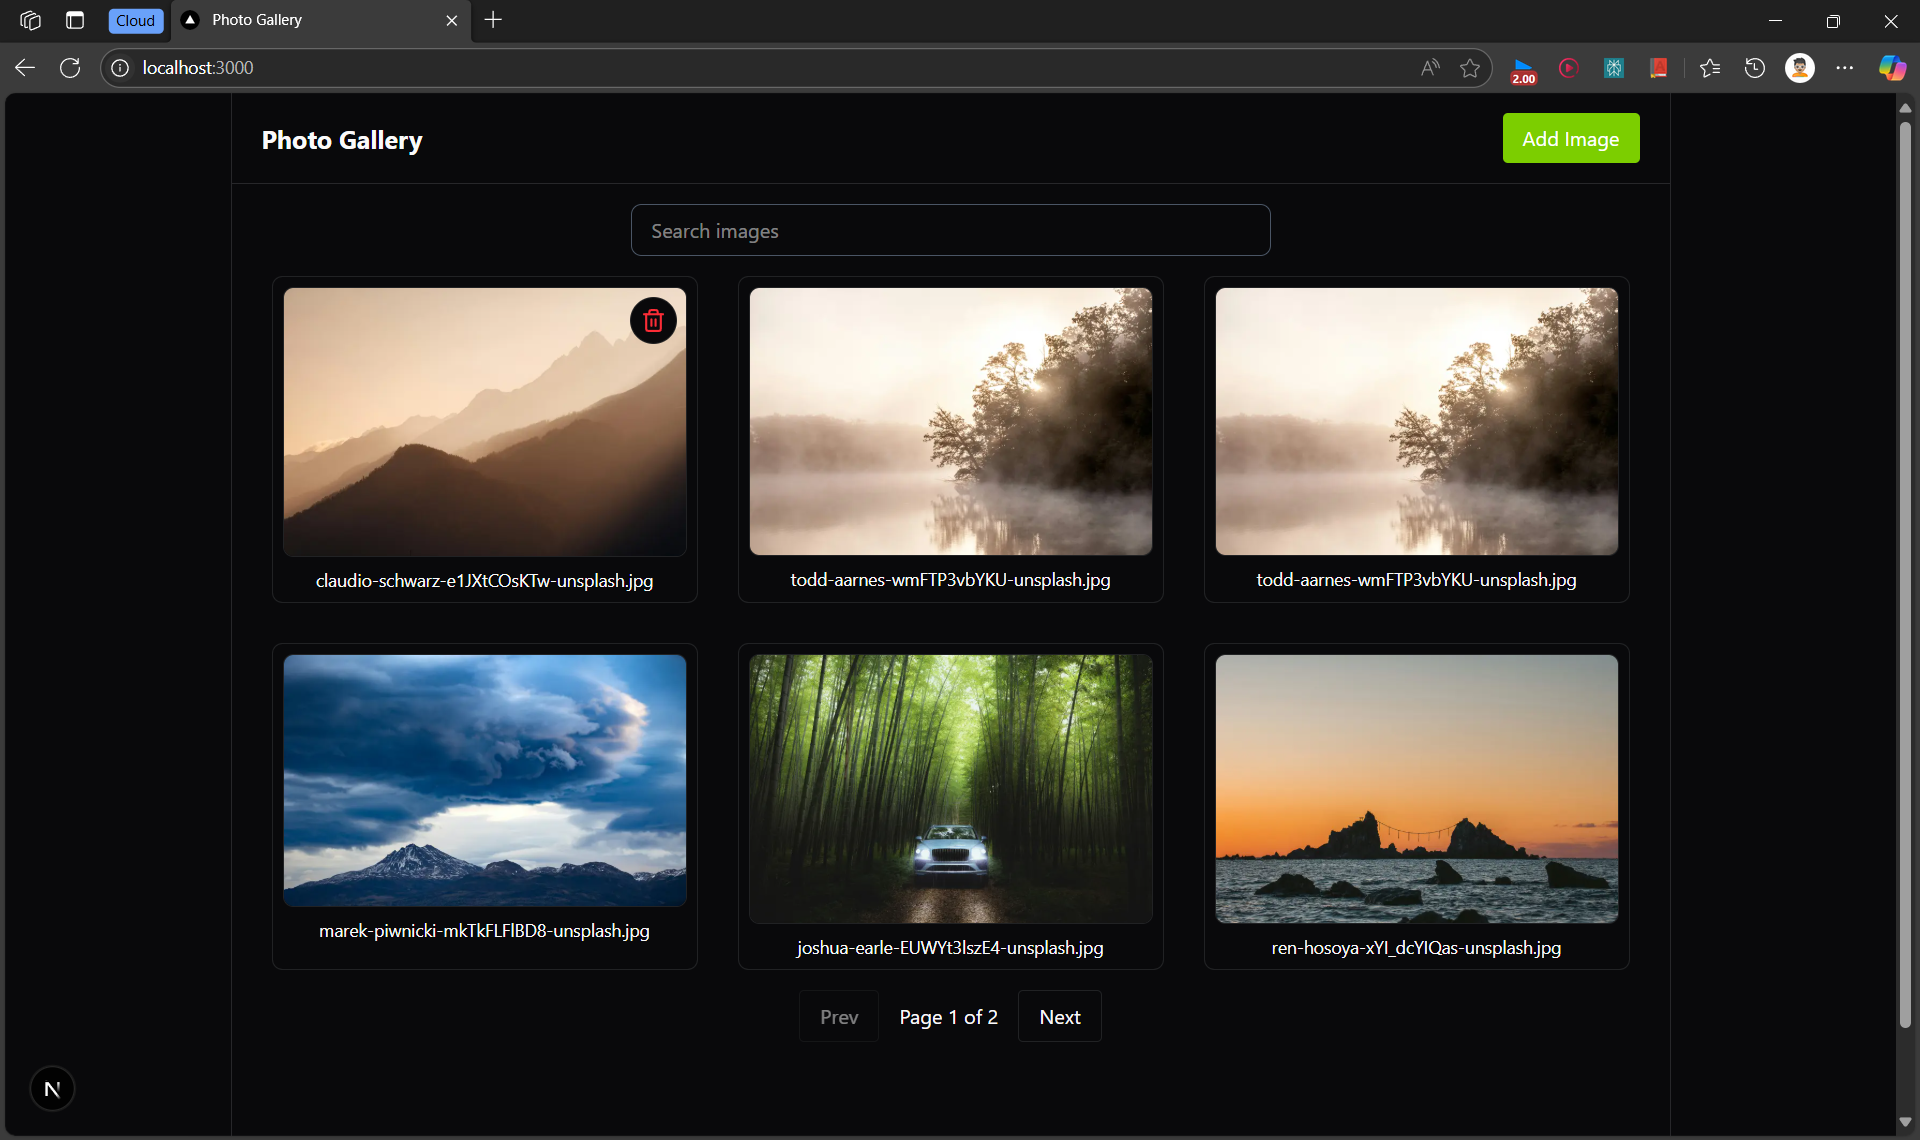 Cloud
Photo Gallery
localhost:3000
2.00
Photo Gallery
Add Image
Search images
claudio-schwarz-e1JXtCOsKTw-unsplash.jpg
todd-aarnes-wmFTP3vbYKU-unsplash.jpg
todd-aarnes-wmFTP3vbYKU-unsplash.jpg
marek-piwnicki-mkTkFLFlBD8-unsplash.jpg
joshua-earle-EUWYt3lszE4-unsplash.jpg
ren-hosoya-xYI_dcYIQas-unsplash.jpg
Prev
Page 1 of 2
Next
N